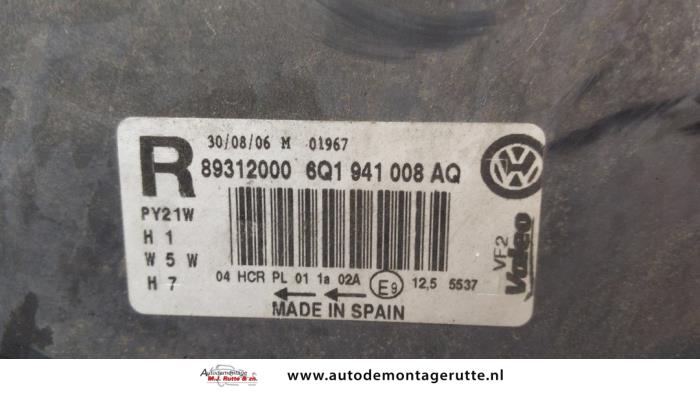 30/08/06 M 01967
R
89312000 6Q1 941 008 AQ
PY21W
H 1
W 5 W
H 7
04 HCR PL 01 1a 02A E9 12,5 5537
MADE IN SPAIN
VW
VF2
Valeo
Autodemontage
M.J. Rutte & zn.
www.autodemontagerutte.nl